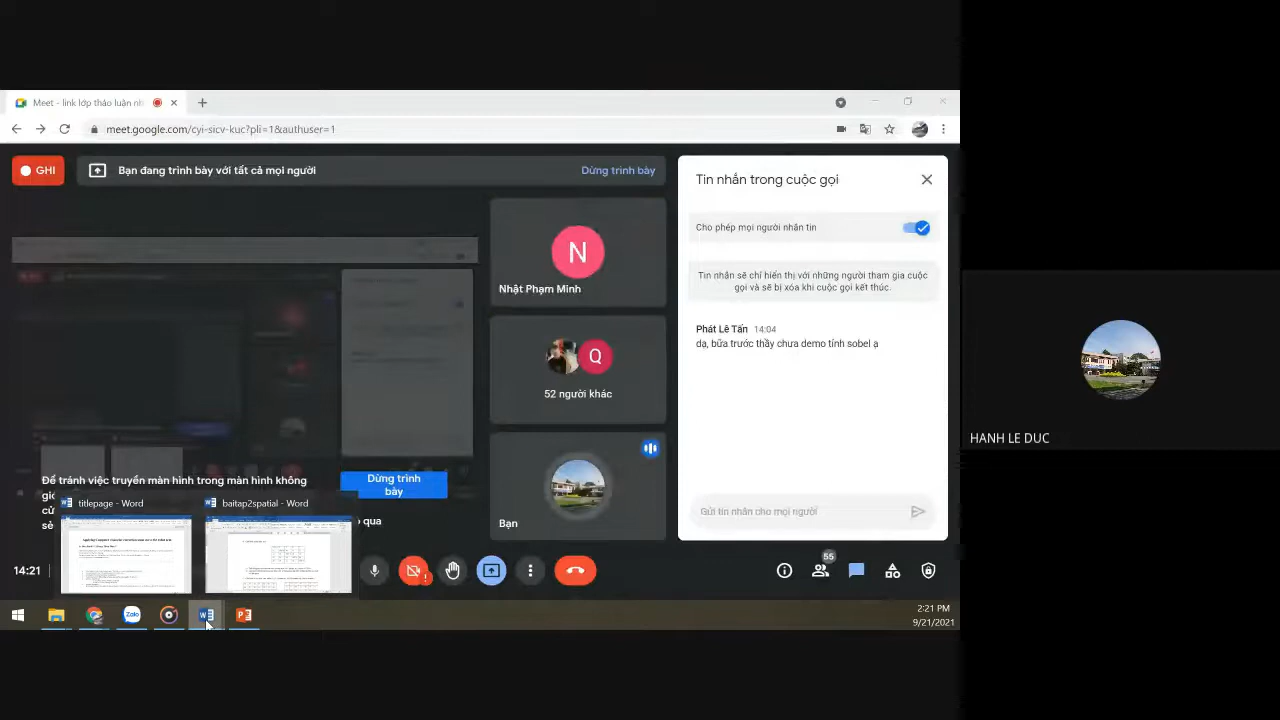 Meet - link lớp thảo luận nh
meet.google.com/cyi-sicv-kuc?pli=1&authuser=1
GHI
Bạn đang trình bày với tất cả mọi người
Dừng trình bày
Nhật Phạm Minh
Q
N
52 người khác
Bạn
Để tránh việc truyền màn hình trong màn hình không
Dừng trình
bày
qua
titlepage - Word
baitap2spatial - Word
Tin nhắn trong cuộc gọi
Cho phép mọi người nhắn tin
Tin nhắn sẽ chỉ hiển thị với những người tham gia cuộc
gọi và sẽ bị xóa khi cuộc gọi kết thúc.
Phát Lê Tấn 14:04
dạ, bữa trước thầy chưa demo tính sobel ạ
Gửi tin nhắn cho mọi người
14:21
55
Zalo
2:21 PM
9/21/2021
HANH LE DUC